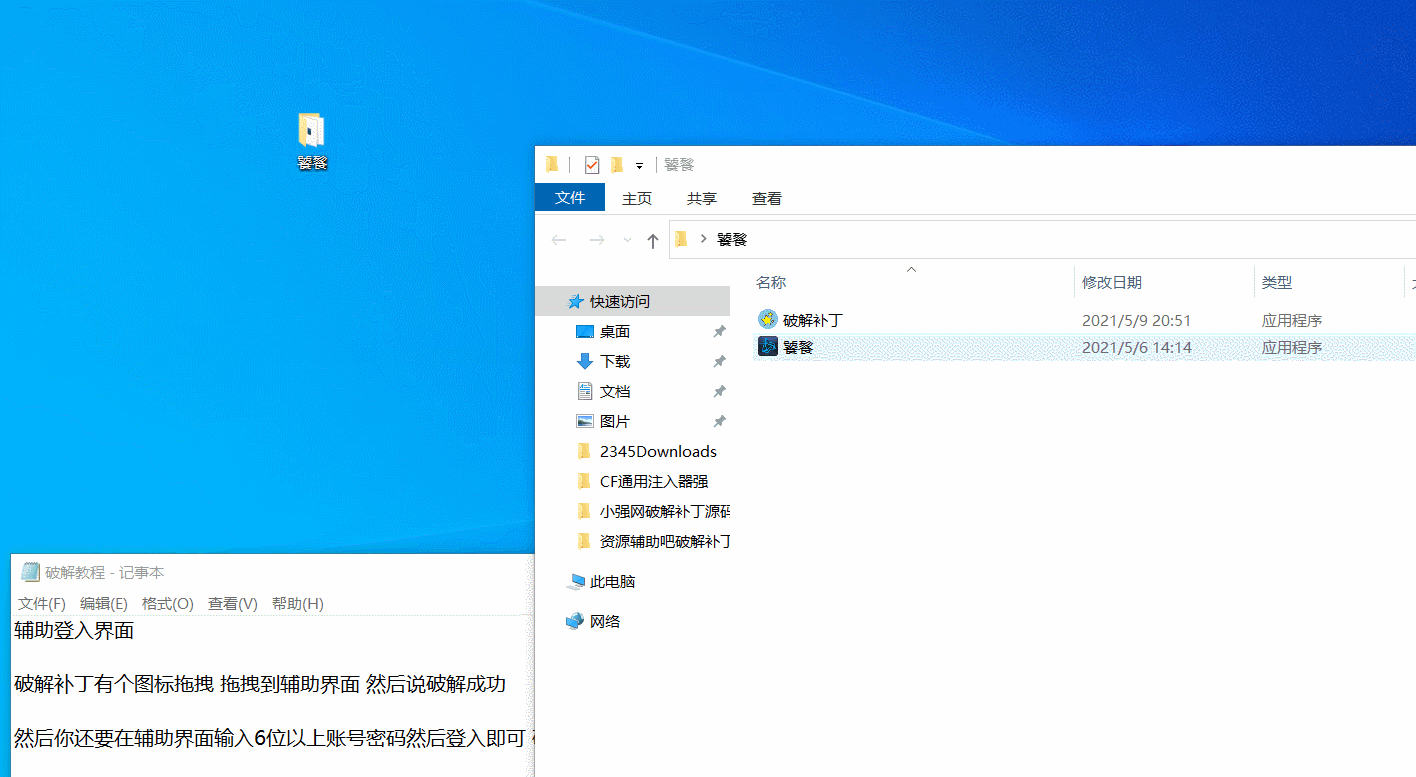 饕餮
饕餮
文件
主页
共享
查看
饕餮
名称
修改日期
类型
快速访问
破解补丁
2021/5/9 20:51
应用程序
桌面
饕餮
2021/5/6 14:14
应用程序
下载
文档
图片
2345Downloads
CF通用注入器强
小强网破解补丁源码
资源辅助吧破解补丁
此电脑
网络
破解教程 - 记事本
文件(F) 编辑(E) 格式(O) 查看(V) 帮助(H)
辅助登入界面
破解补丁有个图标拖拽 拖拽到辅助界面 然后说破解成功
然后你还要在辅助界面输入6位以上账号密码然后登入即可